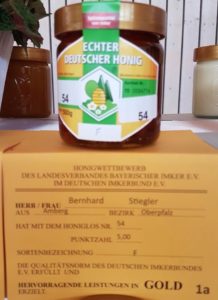 ECHTER
DEUTSCHER HONIG
54
54
500g
F
HONIGWETTBEWERB
DES LANDESVERBANDES BAYERISCHER IMKER E.V.
IM DEUTSCHEN IMKERBUND E.V.
HERR/FRAU Bernhard Stiegler
AUS Amberg BEZIRK Oberpfalz
HAT MIT DEM HONIGLOS NR. 54
PUNKTZAHL 5,00
SORTENBEZEICHNUNG F
DIE QUALITÄTSNORM DES DEUTSCHEN IMKERBUNDES
E.V. ERFÜLLT UND
HERVORRAGENDE LEISTUNGEN IN GOLD 1a
ERZIELT.